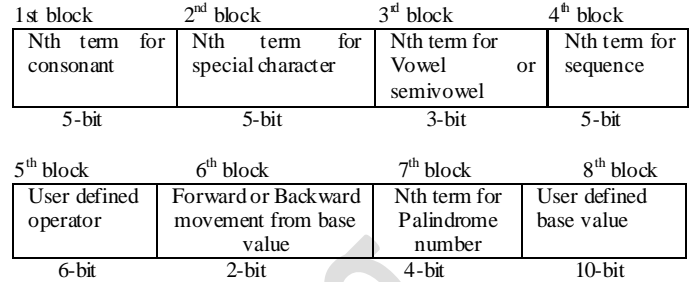 1st block 2nd block 3rd block 4th block
Nth term for consonant
Nth term for special character
Nth term for Vowel or semivowel
Nth term for sequence
5-bit 5-bit 3-bit 5-bit
5th block 6th block 7th block 8th block
User defined operator
Forward or Backward movement from base value
Nth term for Palindrome number
User defined base value
6-bit 2-bit 4-bit 10-bit